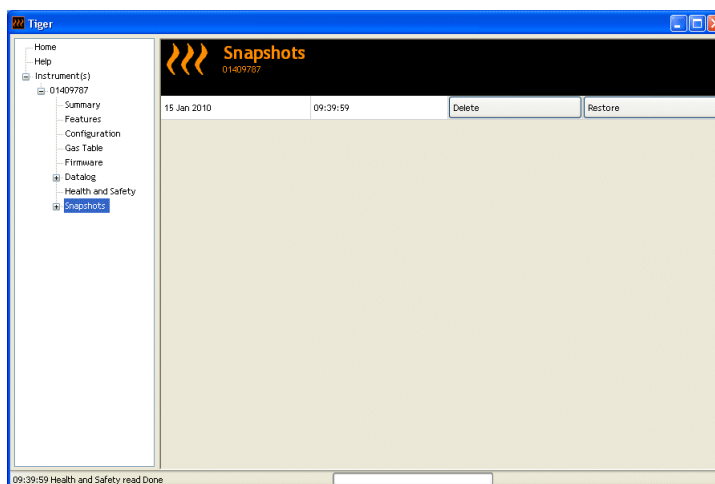 Tiger
Home
Help
Instrument(s)
01409787
Summary
Features
Configuration
Gas Table
Firmware
Datalog
Health and Safety
Snapshots
Snapshots
01409787
15 Jan 2010 09:39:59 Delete Restore
09:39:59 Health and Safety read Done